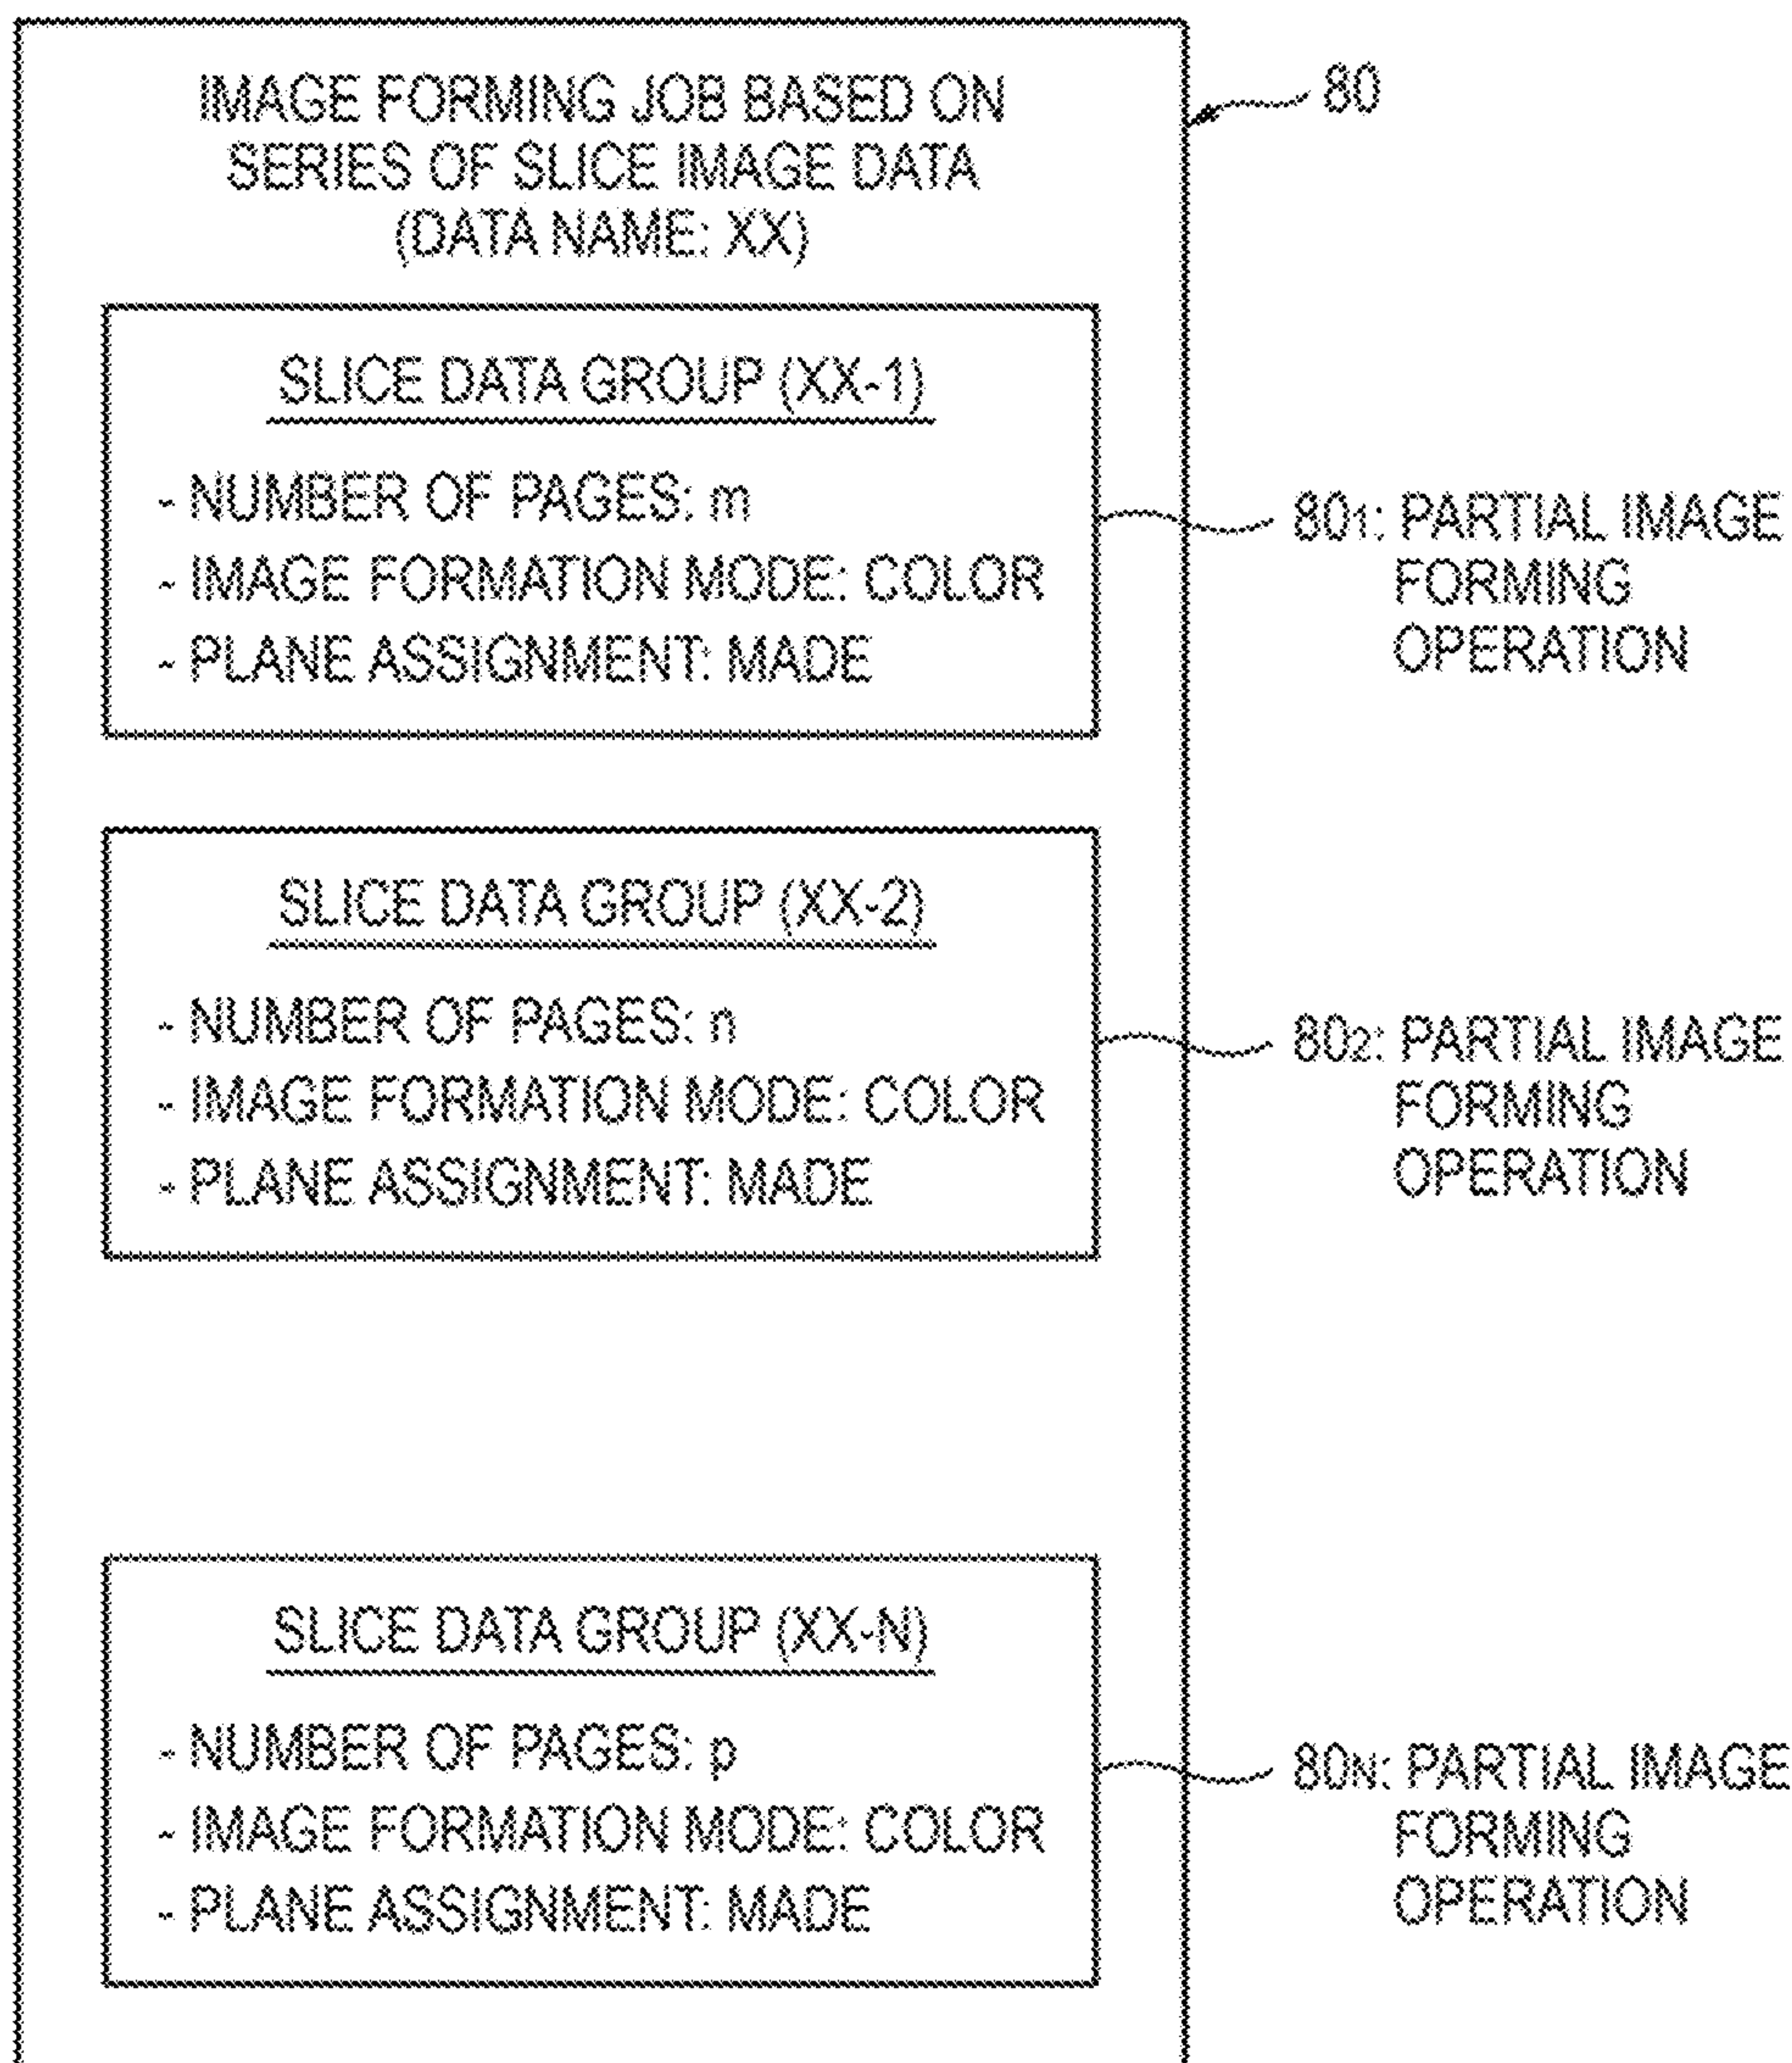 IMAGE FORMING JOB BASED ON
SERIES OF SLICE IMAGE DATA
(DATA NAME: XX)
80
SLICE DATA GROUP (XX-1)
- NUMBER OF PAGES: m
- IMAGE FORMATION MODE: COLOR
- PLANE ASSIGNMENT: MADE
80₁: PARTIAL IMAGE
FORMING
OPERATION
SLICE DATA GROUP (XX-2)
- NUMBER OF PAGES: n
- IMAGE FORMATION MODE: COLOR
- PLANE ASSIGNMENT: MADE
80₂: PARTIAL IMAGE
FORMING
OPERATION
SLICE DATA GROUP (XX-N)
- NUMBER OF PAGES: p
- IMAGE FORMATION MODE: COLOR
- PLANE ASSIGNMENT: MADE
80N: PARTIAL IMAGE
FORMING
OPERATION